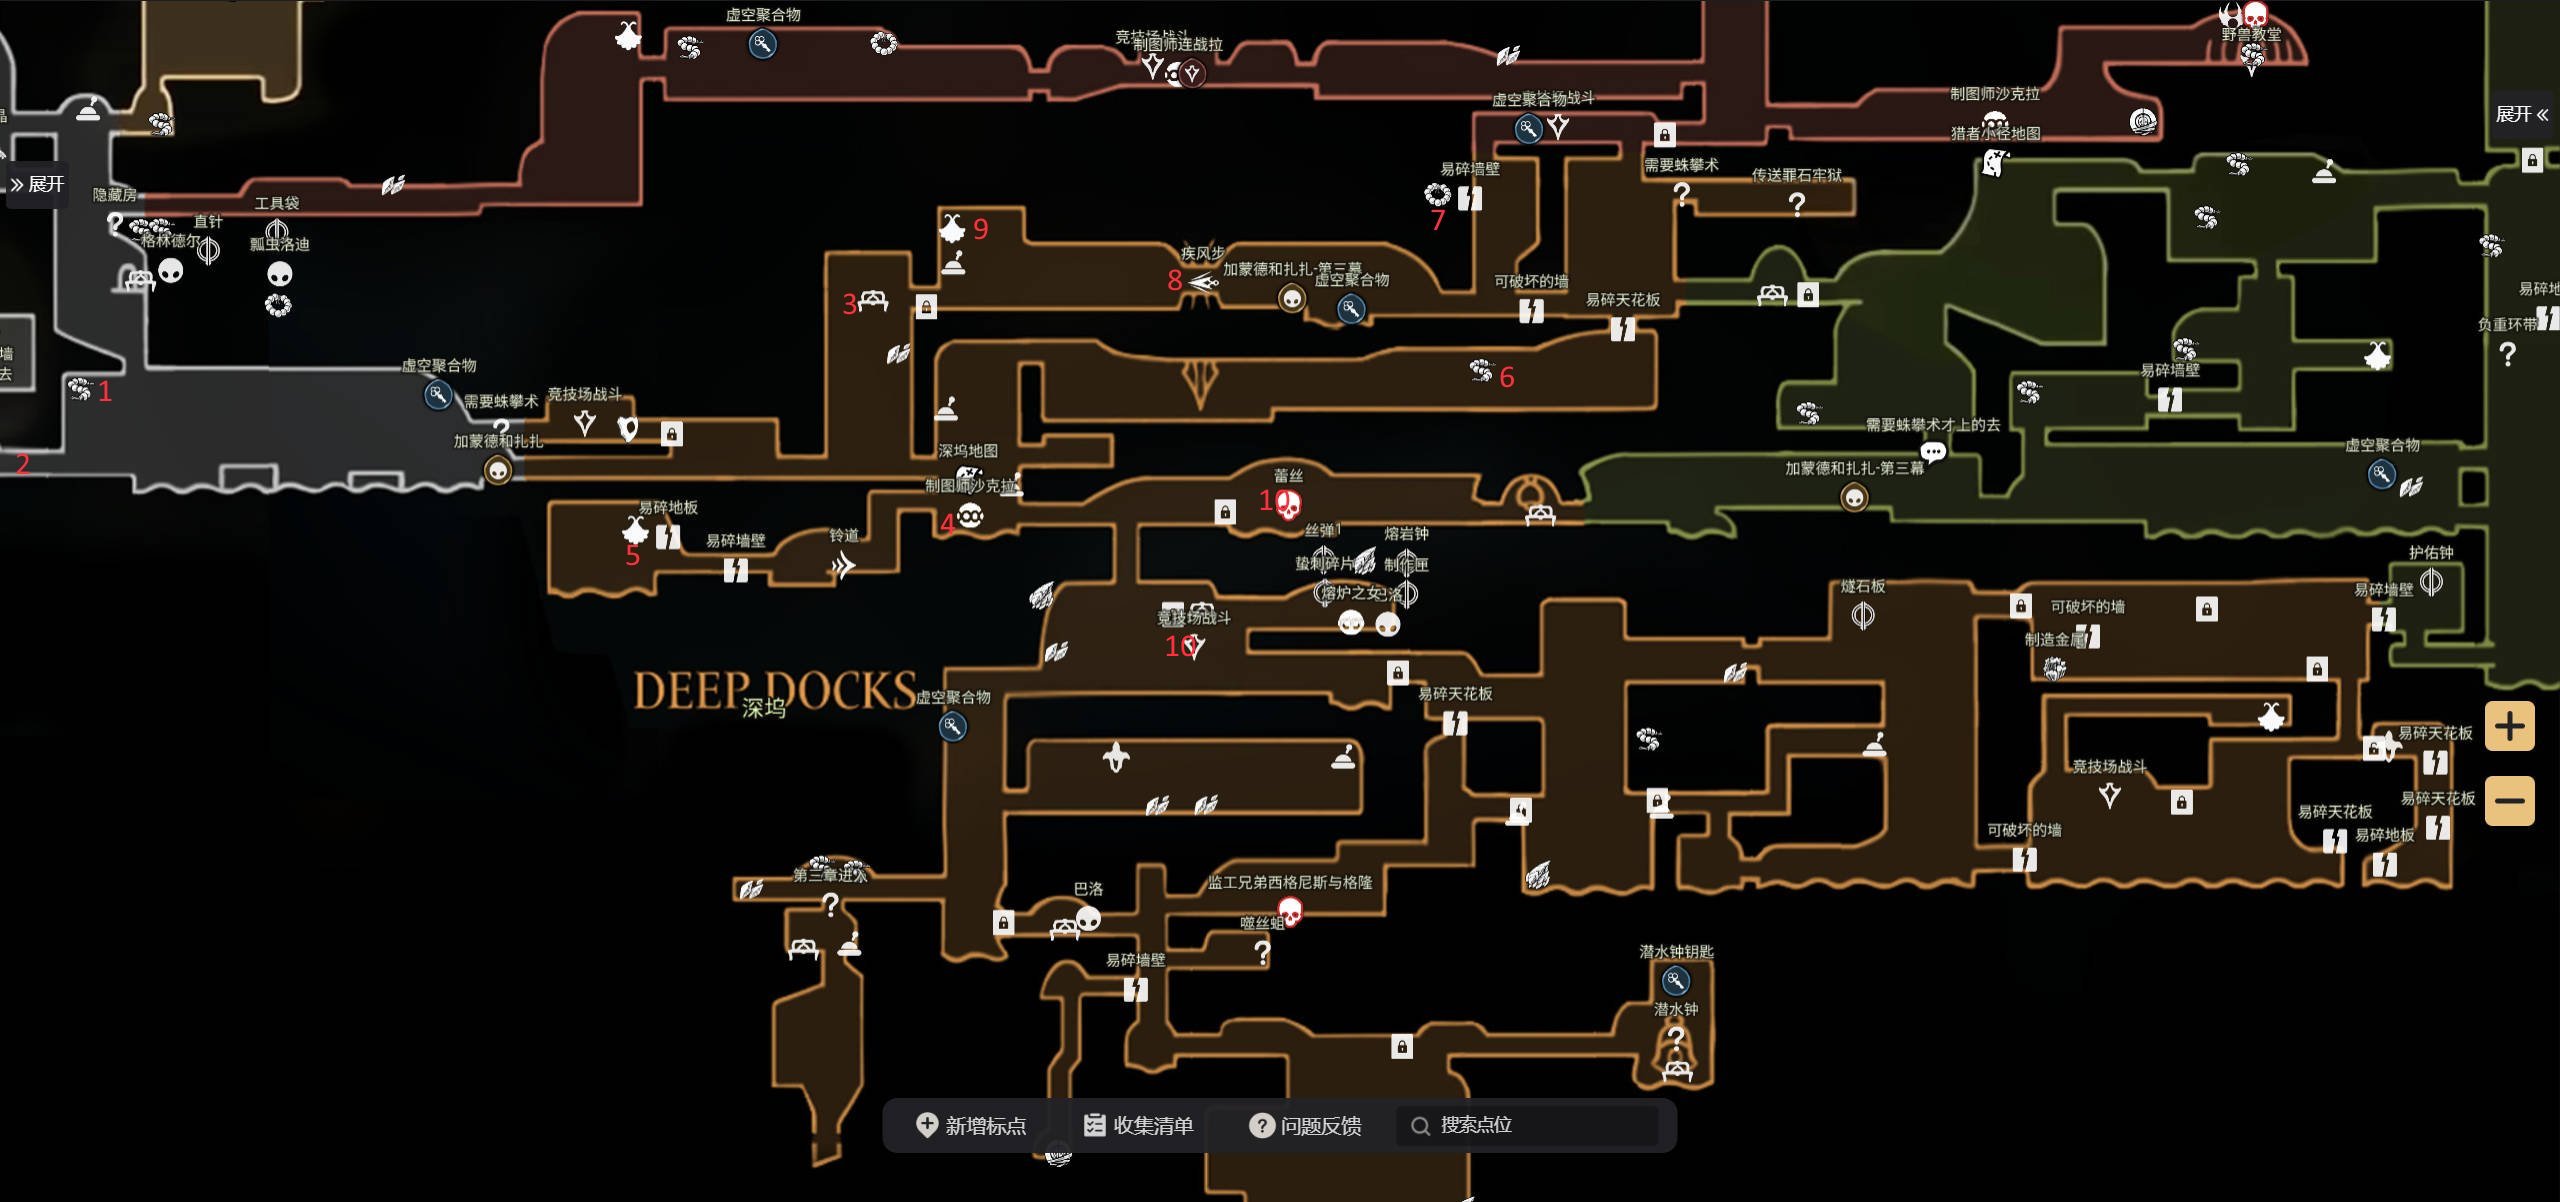 虚空聚合物
制图师连战拉
野兽教堂
制图师沙克拉
展开
虚空聚合物
猎者小径地图
易碎墙壁
需要蛛攀术
传送罪石牢狱
展开
隐藏房
工具袋
直针
格林德尔
瓢虫洛迪
7
9
疾风步
8
加蒙德和扎扎-第三幕
虚空聚合物
可破坏的墙
易碎天花板
3
易碎地
负重环带
墙
去
虚空聚合物
1
需要蛛攀术
竞技场战斗
6
易碎墙壁
加蒙德和扎扎
2
深坞地图
制图师沙克拉
4
蕾丝
需要蛛攀术才上的去
加蒙德和扎扎-第三幕
虚空聚合物
易碎地板
5
易碎墙壁
铃道
丝弹
熔岩钟
蛰刺碎片
制作匣
熔炉之女
巴洛
竞技场战斗
10
燧石板
护佑钟
易碎墙壁
可破坏的墙
制造金属
DEEP DOCKS
深坞
虚空聚合物
易碎天花板
易碎天花板
竞技场战斗
易碎天花板
易碎天花板
易碎地板
可破坏的墙
第三章进入
巴洛
监工兄弟西格尼斯与格隆
噬丝蛆
易碎墙壁
潜水钟钥匙
潜水钟
新增标点
收集清单
问题反馈
搜索点位